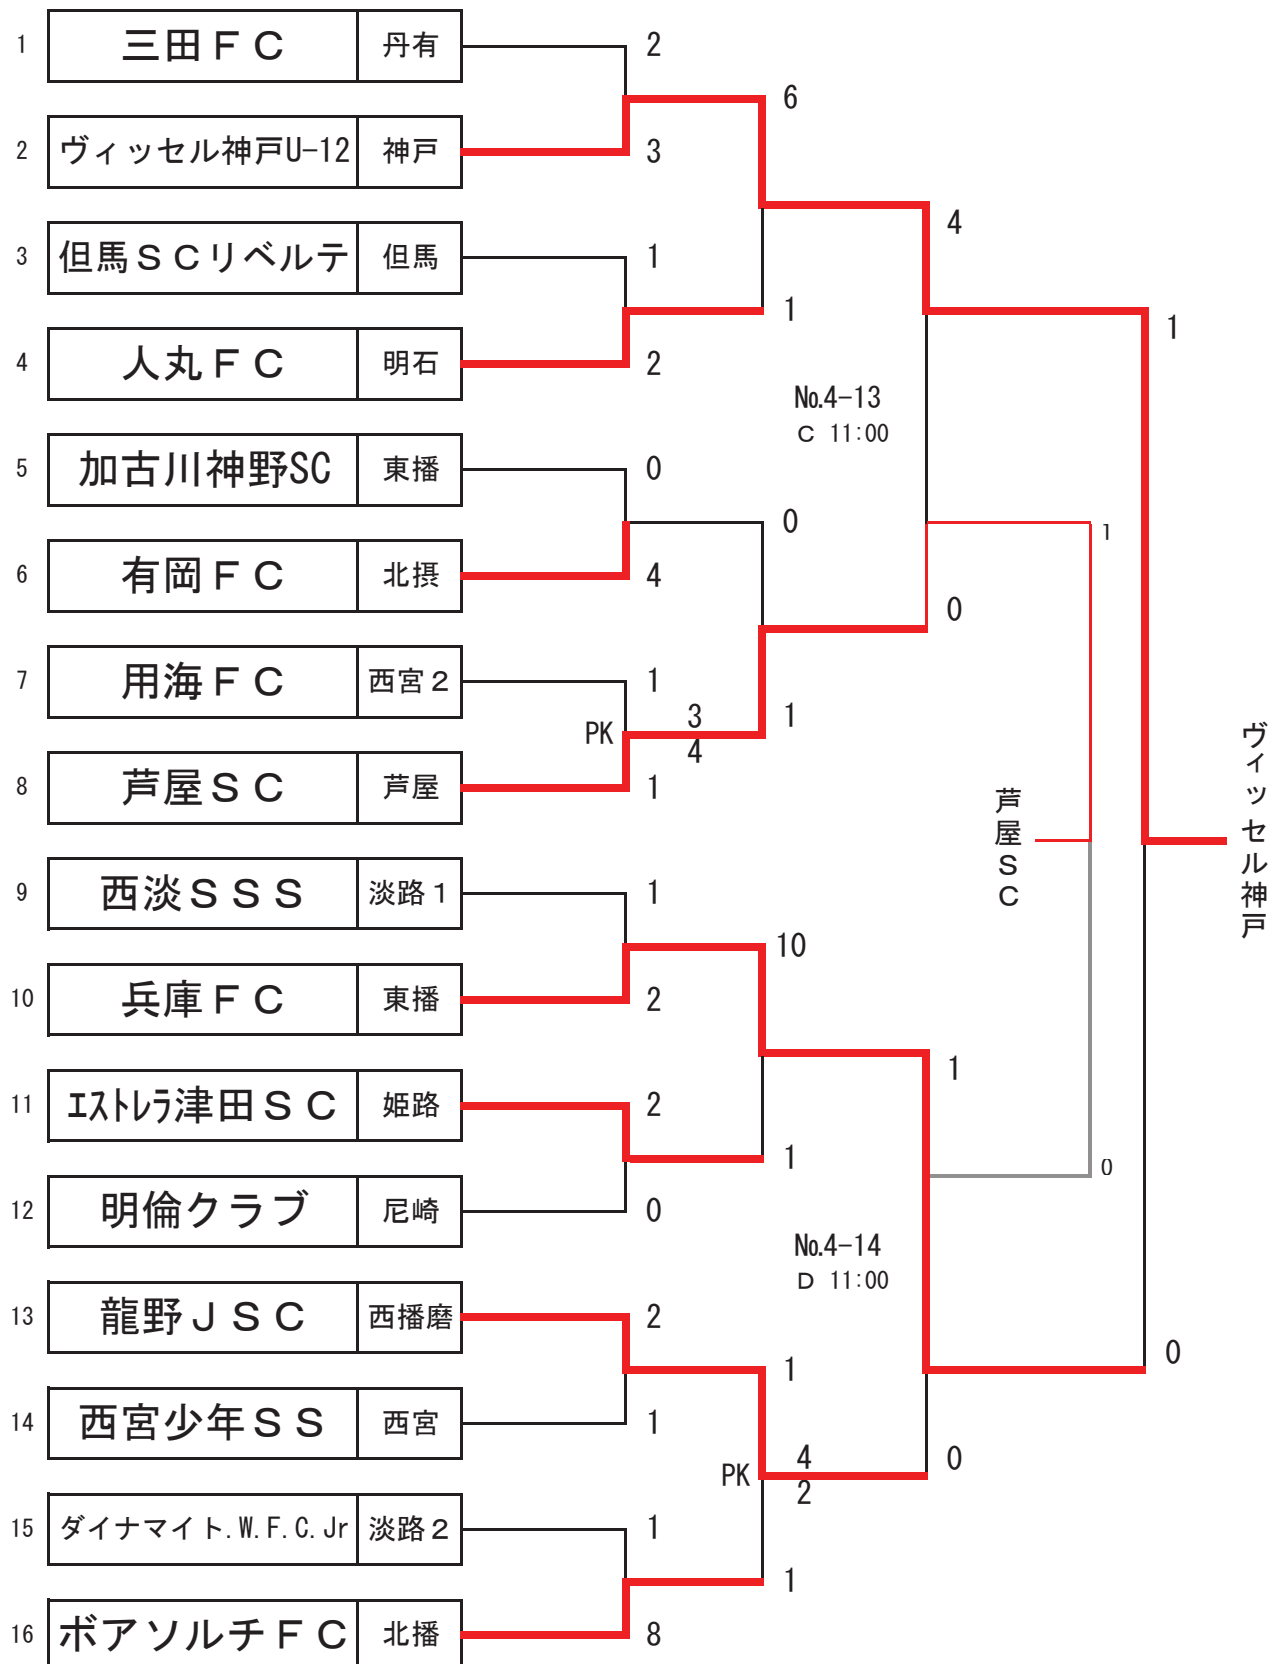 1 三田ＦＣ 丹有 2
6
2 ヴィッセル神戸U-12 神戸 3
4
3 但馬ＳＣリベルテ 但馬 1
1
1
4 人丸ＦＣ 明石 2
№4-13
Ｃ 11:00
5 加古川神野SC 東播 0
0
1
6 有岡ＦＣ 北摂 4
0
7 用海ＦＣ 西宮２ 1
PK 3
4
1
8 芦屋ＳＣ 芦屋 1
芦屋ＳＣ
ヴィッセル神戸
9 西淡ＳＳＳ 淡路１ 1
10
10 兵庫ＦＣ 東播 2
1
11 ｴｽﾄﾚﾗ津田ＳＣ 姫路 2
1
0
12 明倫クラブ 尼崎 0
№4-14
Ｄ 11:00
13 龍野ＪＳＣ 西播磨 2
1
0
14 西宮少年ＳＳ 西宮 1
PK 4
2
0
15 ダイナマイト.W.F.C.Jr 淡路２ 1
1
16 ボアソルチＦＣ 北播 8